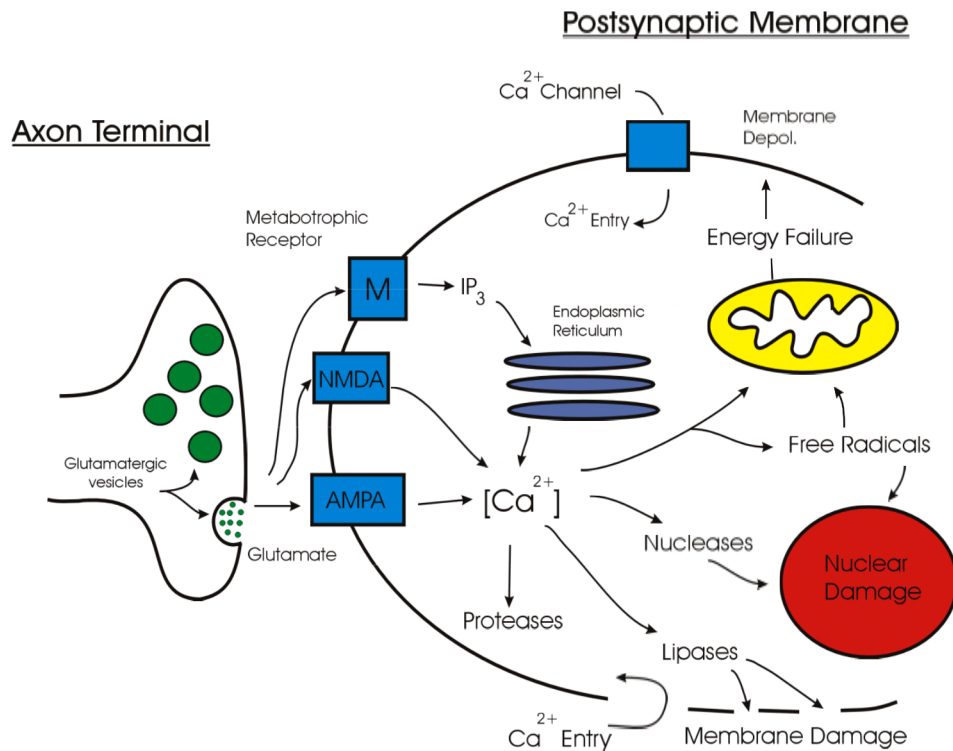 Postsynaptic Membrane
Ca2+ Channel
Axon Terminal
Membrane
Depol.
Metabotrophic
Receptor
Ca2+ Entry
Energy Failure
M
IP3
Endoplasmic
Reticulum
NMDA
Free Radicals
Glutamatergic
vesicles
AMPA
[Ca2+]
Glutamate
Nucleases
Nuclear
Damage
Proteases
Lipases
Ca2+ Entry
Membrane Damage